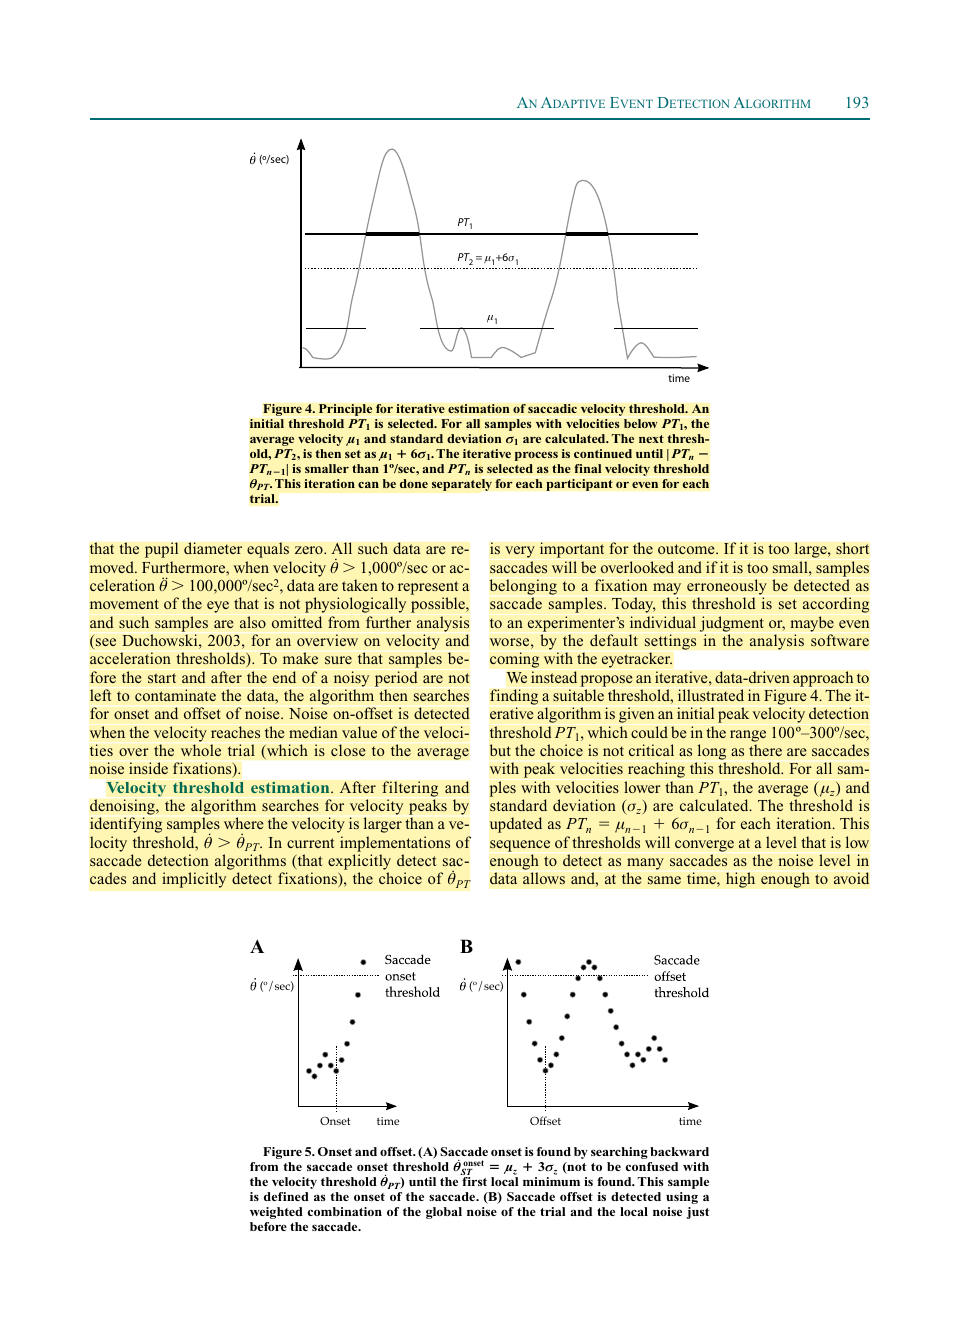 AN ADAPTIVE EVENT DETECTION ALGORITHM 193
θ̇ (º/sec)
PT1
PT2 = μ1+6σ1
μ1
time
Figure 4. Principle for iterative estimation of saccadic velocity threshold. An
initial threshold PT1 is selected. For all samples with velocities below PT1, the
average velocity μ1 and standard deviation σ1 are calculated. The next thresh-
old, PT2, is then set as μ1 + 6σ1. The iterative process is continued until | PTn −
PTn−1| is smaller than 1º/sec, and PTn is selected as the final velocity threshold
θ̇PT. This iteration can be done separately for each participant or even for each
trial.
that the pupil diameter equals zero. All such data are re-
moved. Furthermore, when velocity θ̇ > 1,000º/sec or ac-
celeration θ̈ > 100,000º/sec², data are taken to represent a
movement of the eye that is not physiologically possible,
and such samples are also omitted from further analysis
(see Duchowski, 2003, for an overview on velocity and
acceleration thresholds). To make sure that samples be-
fore the start and after the end of a noisy period are not
left to contaminate the data, the algorithm then searches
for onset and offset of noise. Noise on-offset is detected
when the velocity reaches the median value of the veloci-
ties over the whole trial (which is close to the average
noise inside fixations).
Velocity threshold estimation. After filtering and
denoising, the algorithm searches for velocity peaks by
identifying samples where the velocity is larger than a ve-
locity threshold, θ̇ > θ̇PT. In current implementations of
saccade detection algorithms (that explicitly detect sac-
cades and implicitly detect fixations), the choice of θ̇PT
is very important for the outcome. If it is too large, short
saccades will be overlooked and if it is too small, samples
belonging to a fixation may erroneously be detected as
saccade samples. Today, this threshold is set according
to an experimenter's individual judgment or, maybe even
worse, by the default settings in the analysis software
coming with the eyetracker.
We instead propose an iterative, data-driven approach to
finding a suitable threshold, illustrated in Figure 4. The it-
erative algorithm is given an initial peak velocity detection
threshold PT1, which could be in the range 100º–300º/sec,
but the choice is not critical as long as there are saccades
with peak velocities reaching this threshold. For all sam-
ples with velocities lower than PT1, the average (μz) and
standard deviation (σz) are calculated. The threshold is
updated as PTn = μn−1 + 6σn−1 for each iteration. This
sequence of thresholds will converge at a level that is low
enough to detect as many saccades as the noise level in
data allows and, at the same time, high enough to avoid
A
θ̇ (º/sec)
Saccade
onset
threshold
Onset time
B
θ̇ (º/sec)
Saccade
offset
threshold
Offset time
Figure 5. Onset and offset. (A) Saccade onset is found by searching backward
from the saccade onset threshold θ̇ST onset = μz + 3σz (not to be confused with
the velocity threshold θ̇PT) until the first local minimum is found. This sample
is defined as the onset of the saccade. (B) Saccade offset is detected using a
weighted combination of the global noise of the trial and the local noise just
before the saccade.